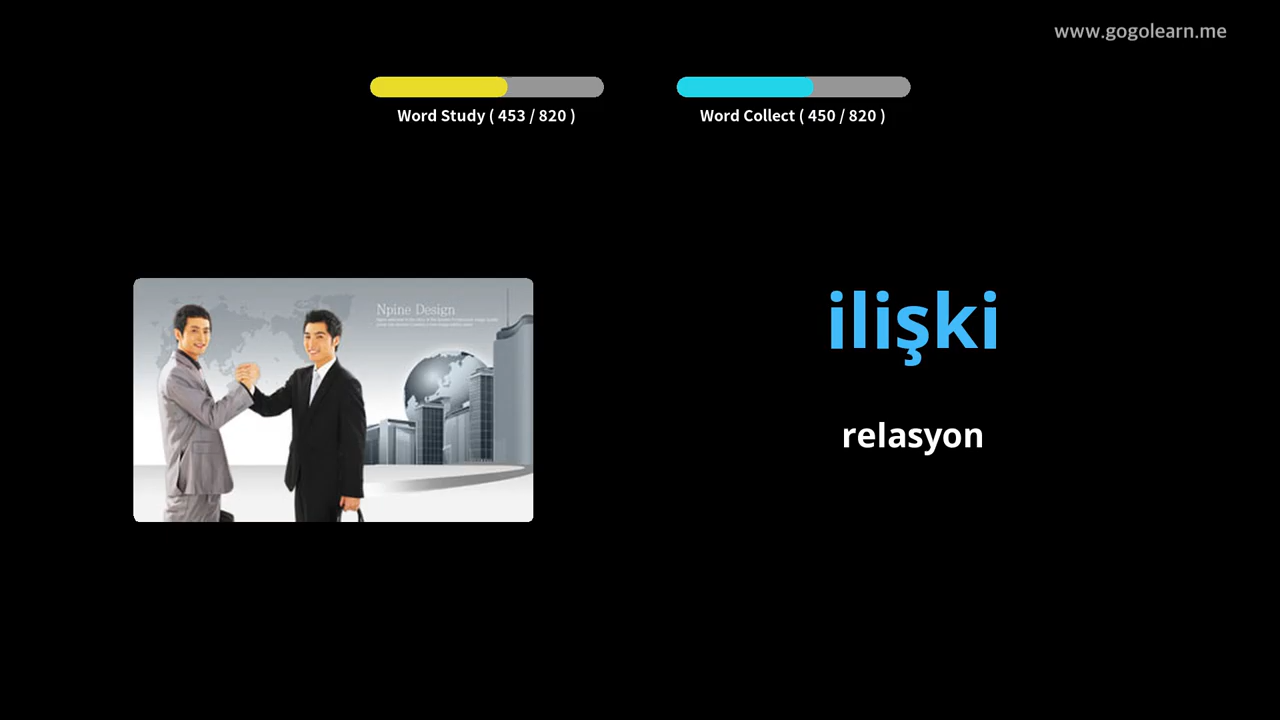 www.gogolearn.me
Word Study ( 453 / 820 )
Word Collect ( 450 / 820 )
Npine Design
ilişki
relasyon